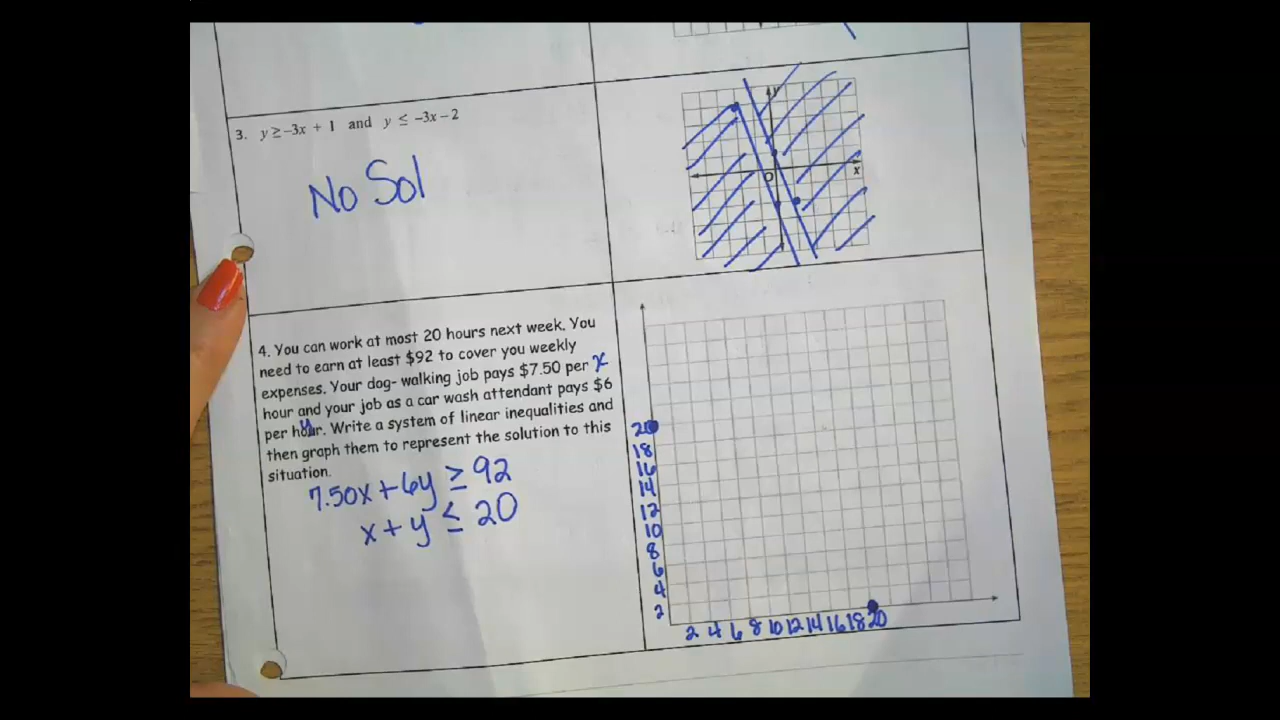 3. y ≥ -3x + 1 and y ≤ -3x - 2
No Sol
y
O
x
4. You can work at most 20 hours next week. You
need to earn at least $92 to cover you weekly
expenses. Your dog- walking job pays $7.50 per x
hour and your job as a car wash attendant pays $6
per hour. Write a system of linear inequalities and
y
then graph them to represent the solution to this
situation.
7.50x + 6y ≥ 92
x + y ≤ 20
20
18
16
14
12
10
8
6
4
2
2 4 6 8 10 12 14 16 18 20